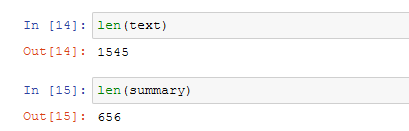 In [14]: len(text)
Out[14]: 1545
In [15]: len(summary)
Out[15]: 656